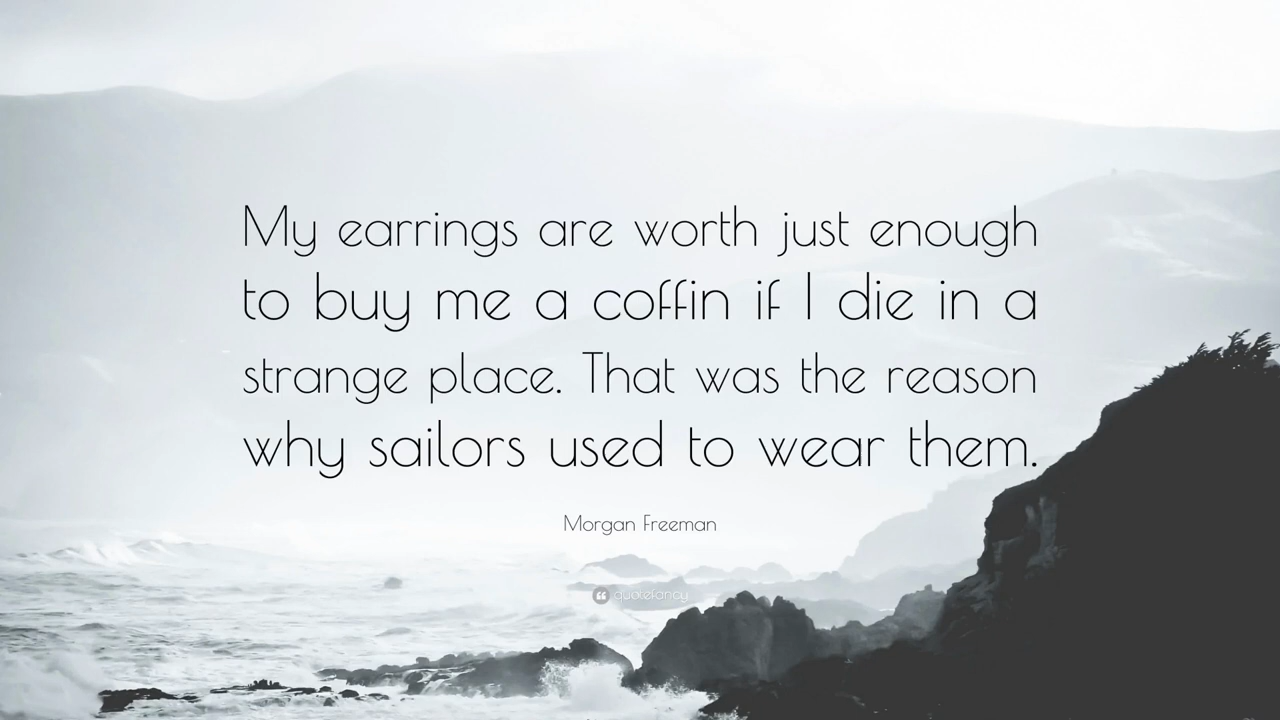 My earrings are worth just enough
to buy me a coffin if I die in a
strange place. That was the reason
why sailors used to wear them.
Morgan Freeman
quotefancy